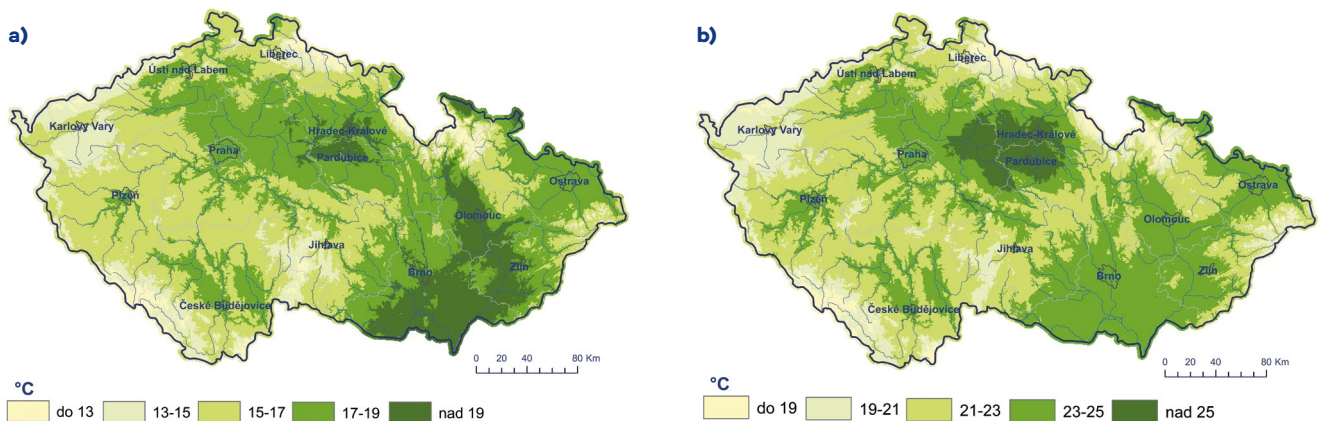 a)
Liberec
Ústí nad Labem
Karlovy Vary
Hradec-Králové
Praha
Pardubice
Plzeň
Ostrava
Olomouc
Jihlava
Brno
Zlín
České Budějovice
0 20 40 80 Km
°C
do 13 13-15 15-17 17-19 nad 19
b)
Liberec
Ústí nad Labem
Karlovy Vary
Hradec-Králové
Praha
Pardubice
Plzeň
Ostrava
Olomouc
Jihlava
Brno
Zlín
České Budějovice
0 20 40 80 Km
°C
do 19 19-21 21-23 23-25 nad 25